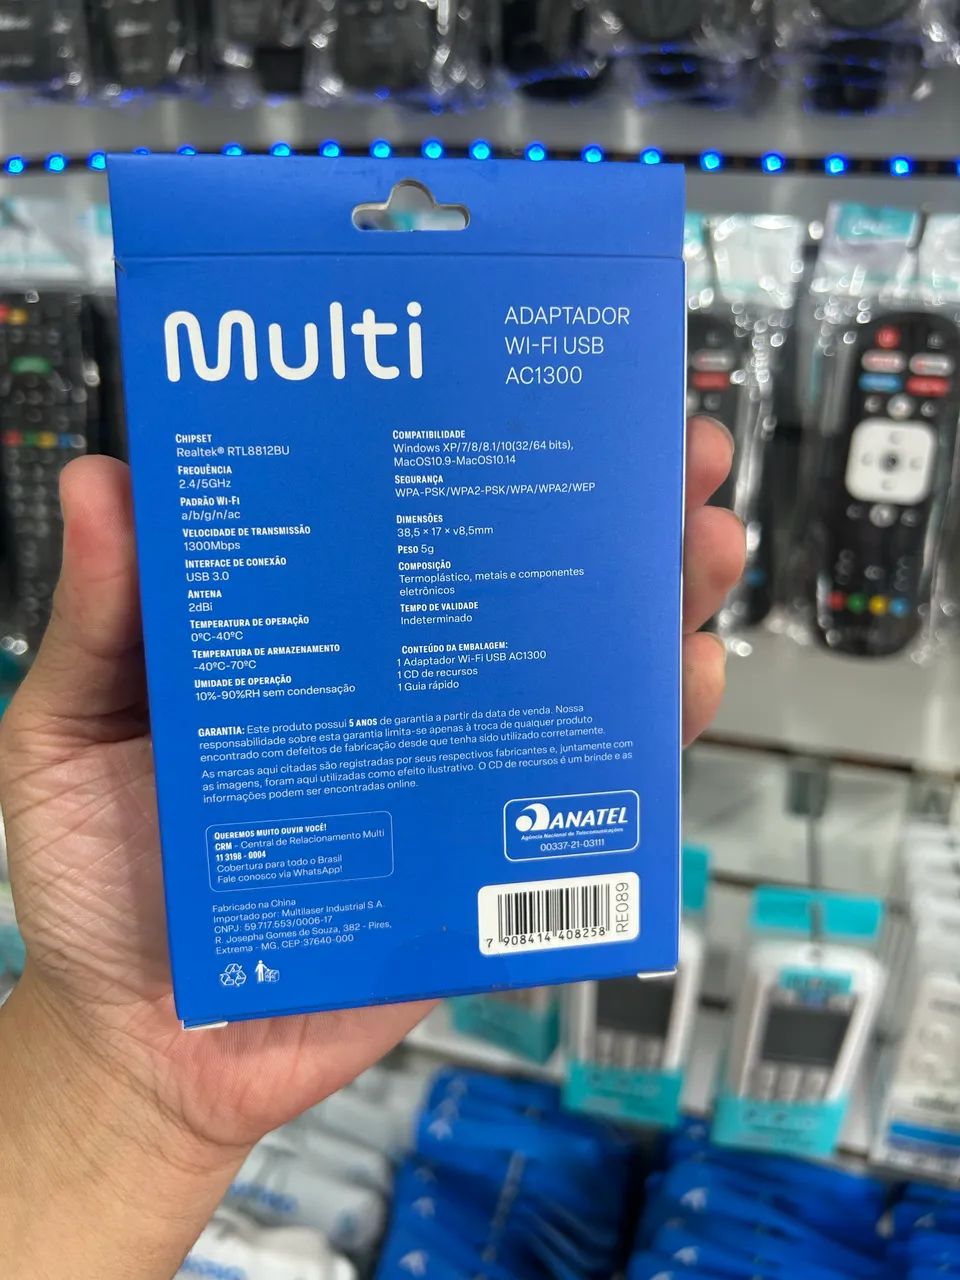 Multi
ADAPTADOR
WI-FI USB
AC1300
CHIPSET
Realtek® RTL8812BU
FREQUÊNCIA
2.4/5GHz
PADRÃO WI-FI
a/b/g/n/ac
VELOCIDADE DE TRANSMISSÃO
1300Mbps
INTERFACE DE CONEXÃO
USB 3.0
ANTENA
2dBi
TEMPERATURA DE OPERAÇÃO
0ºC-40ºC
TEMPERATURA DE ARMAZENAMENTO
-40ºC-70ºC
UMIDADE DE OPERAÇÃO
10%-90%RH sem condensação
COMPATIBILIDADE
Windows XP/7/8/8.1/10(32/64 bits),
MacOS10.9-MacOS10.14
SEGURANÇA
WPA-PSK/WPA2-PSK/WPA/WPA2/WEP
DIMENSÕES
38,5 × 17 × v8,5mm
PESO 5g
COMPOSIÇÃO
Termoplástico, metais e componentes
eletrônicos
TEMPO DE VALIDADE
Indeterminado
CONTEÚDO DA EMBALAGEM:
1 Adaptador Wi-Fi USB AC1300
1 CD de recursos
1 Guia rápido
GARANTIA: Este produto possui 5 ANOS de garantia a partir da data de venda. Nossa
responsabilidade sobre esta garantia limita-se apenas à troca de qualquer produto
encontrado com defeitos de fabricação desde que tenha sido utilizado corretamente.
As marcas aqui citadas são registradas por seus respectivos fabricantes e, juntamente com
as imagens, foram aqui utilizadas como efeito ilustrativo. O CD de recursos é um brinde e as
informações podem ser encontradas online.
QUEREMOS MUITO OUVIR VOCÊ!
CRM - Central de Relacionamento Multi
11 3198 - 0004
Cobertura para todo o Brasil
Fale conosco via WhatsApp!
ANATEL
Agência Nacional de Telecomunicações
00337-21-03111
Fabricado na China
Importado por: Multilaser Industrial S.A.
CNPJ: 59.717.553/0006-17
R. Josepha Gomes de Souza, 382 - Pires,
Extrema - MG. CEP:37640-000
7 908414 408258
RE089